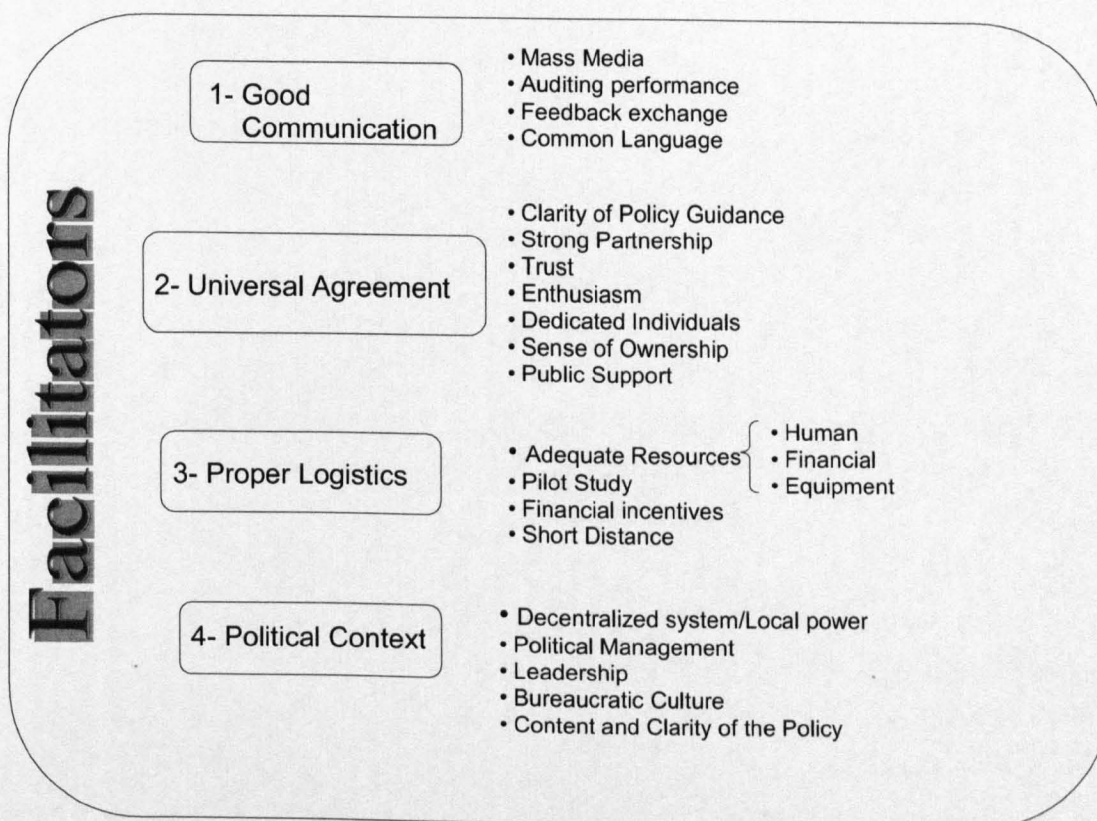 Facilitators
1- Good
Communication
• Mass Media
• Auditing performance
• Feedback exchange
• Common Language
2- Universal Agreement
• Clarity of Policy Guidance
• Strong Partnership
• Trust
• Enthusiasm
• Dedicated Individuals
• Sense of Ownership
• Public Support
3- Proper Logistics
• Adequate Resources
• Human
• Financial
• Equipment
• Pilot Study
• Financial incentives
• Short Distance
4- Political Context
• Decentralized system/Local power
• Political Management
• Leadership
• Bureaucratic Culture
• Content and Clarity of the Policy